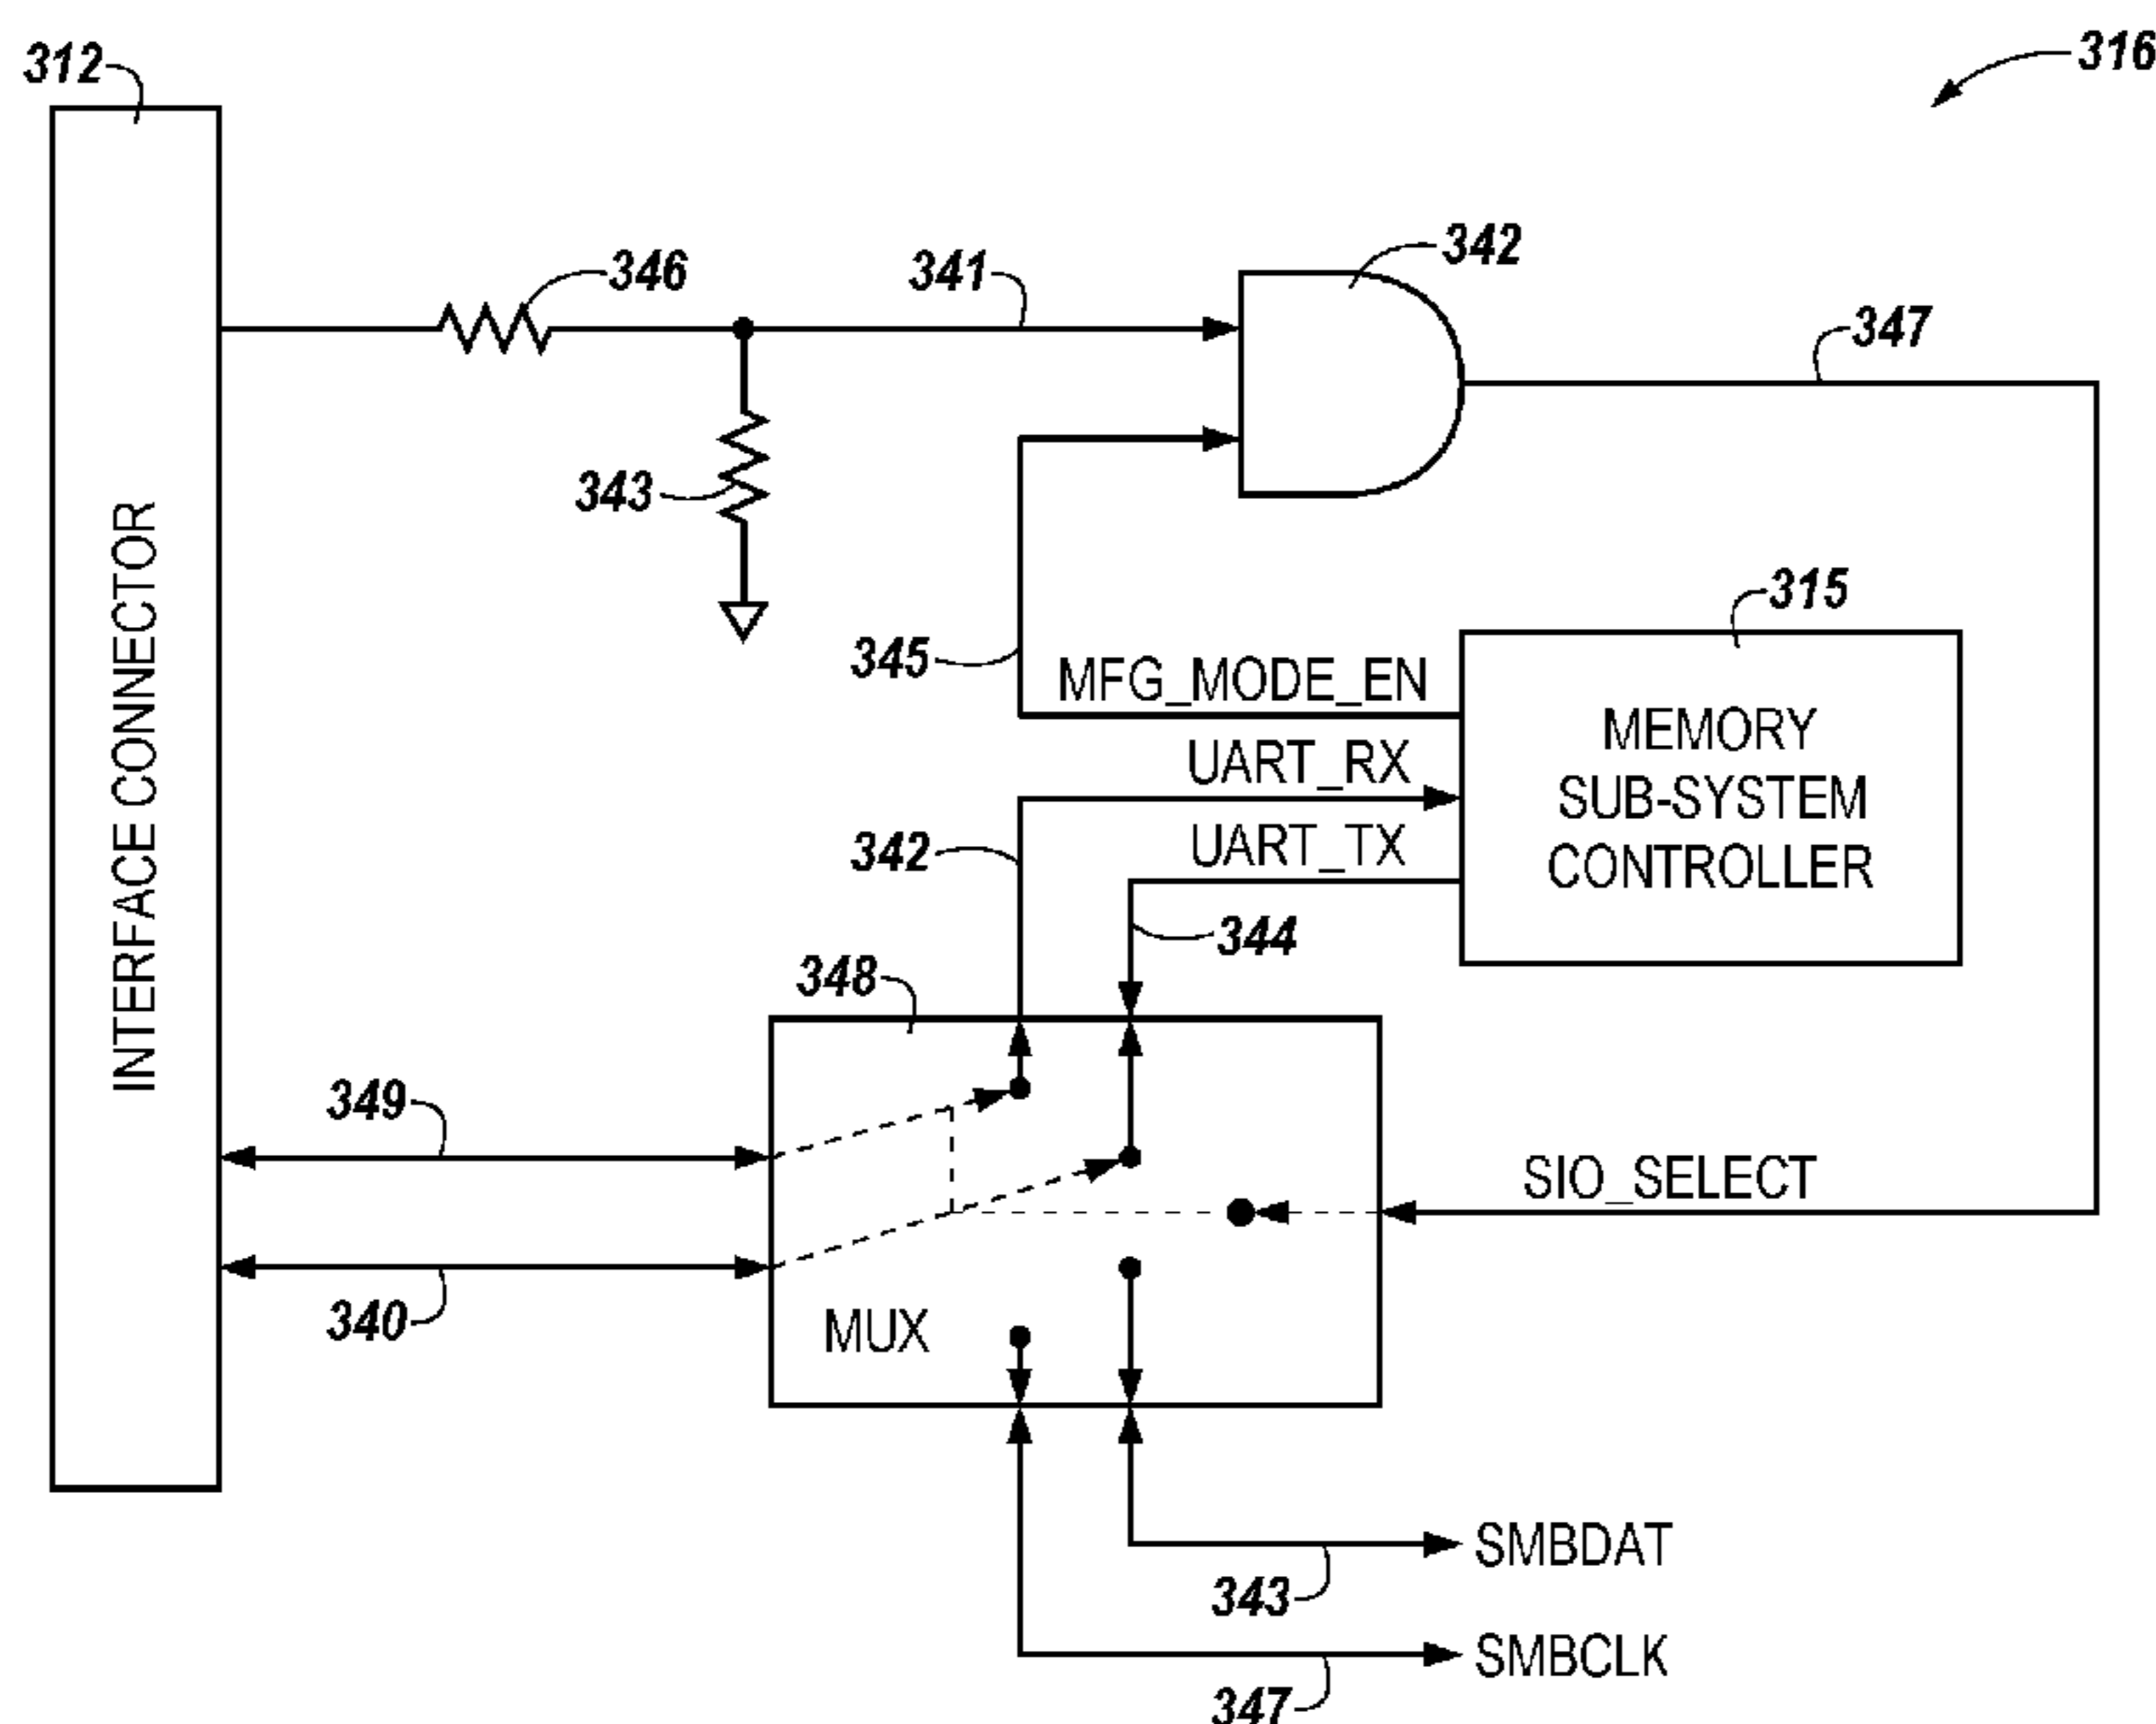 312
316
346
341
342
347
343
315
345
MFG_MODE_EN
MEMORY
SUB-SYSTEM
CONTROLLER
UART_RX
342
UART_TX
344
INTERFACE CONNECTOR
348
349
SIO_SELECT
340
MUX
SMBDAT
343
SMBCLK
347